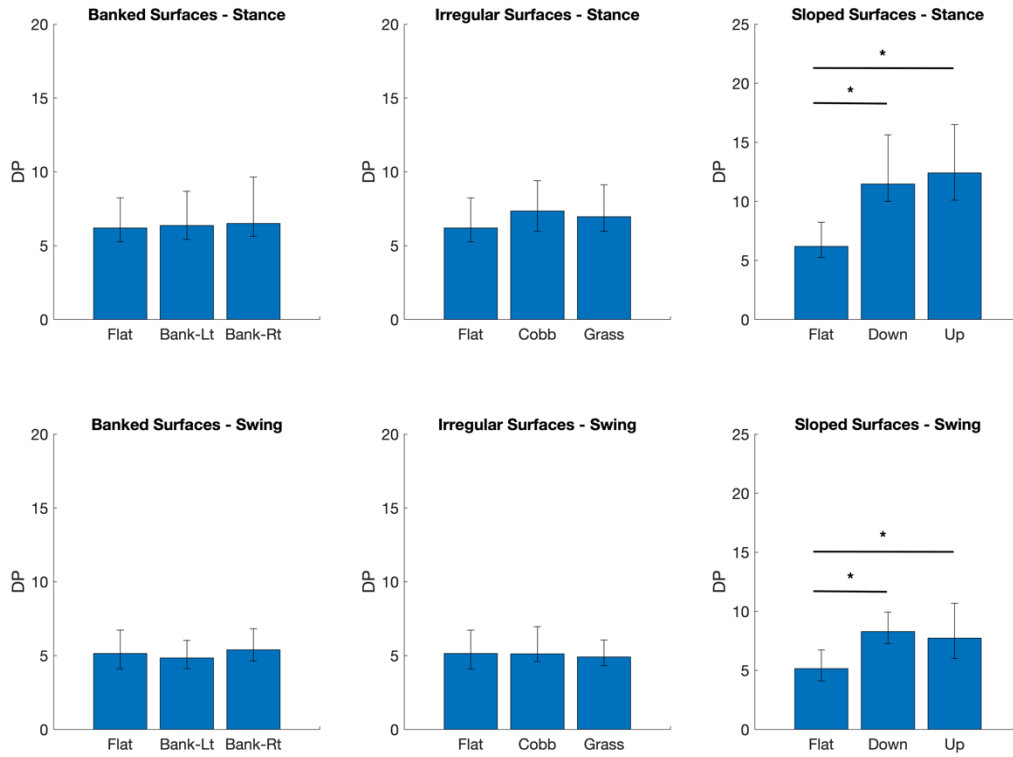 Banked Surfaces - Stance
20
15
10
5
0
DP
Flat Bank-Lt Bank-Rt
Irregular Surfaces - Stance
20
15
10
5
0
DP
Flat Cobb Grass
Sloped Surfaces - Stance
25
20
15
10
5
0
DP
*
*
Flat Down Up
Banked Surfaces - Swing
20
15
10
5
0
DP
Flat Bank-Lt Bank-Rt
Irregular Surfaces - Swing
20
15
10
5
0
DP
Flat Cobb Grass
Sloped Surfaces - Swing
25
20
15
10
5
0
DP
*
*
Flat Down Up